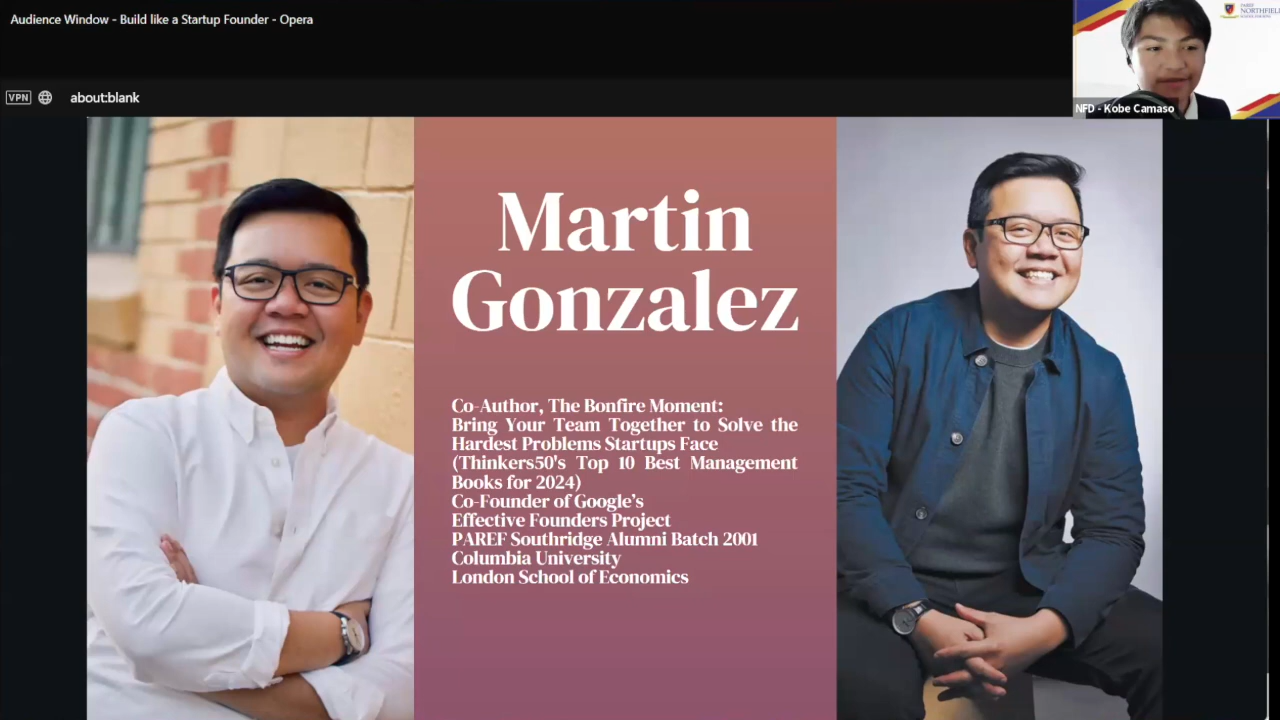 Audience Window - Build like a Startup Founder - Opera
PAREF
NORTHFIELD
VPN
about:blank
NFD - Kobe Camaso
Martin
Gonzalez
Co-Author, The Bonfire Moment:
Bring Your Team Together to Solve the
Hardest Problems Startups Face
(Thinkers50's Top 10 Best Management
Books for 2024)
Co-Founder of Google's
Effective Founders Project
PAREF Southridge Alumni Batch 2001
Columbia University
London School of Economics